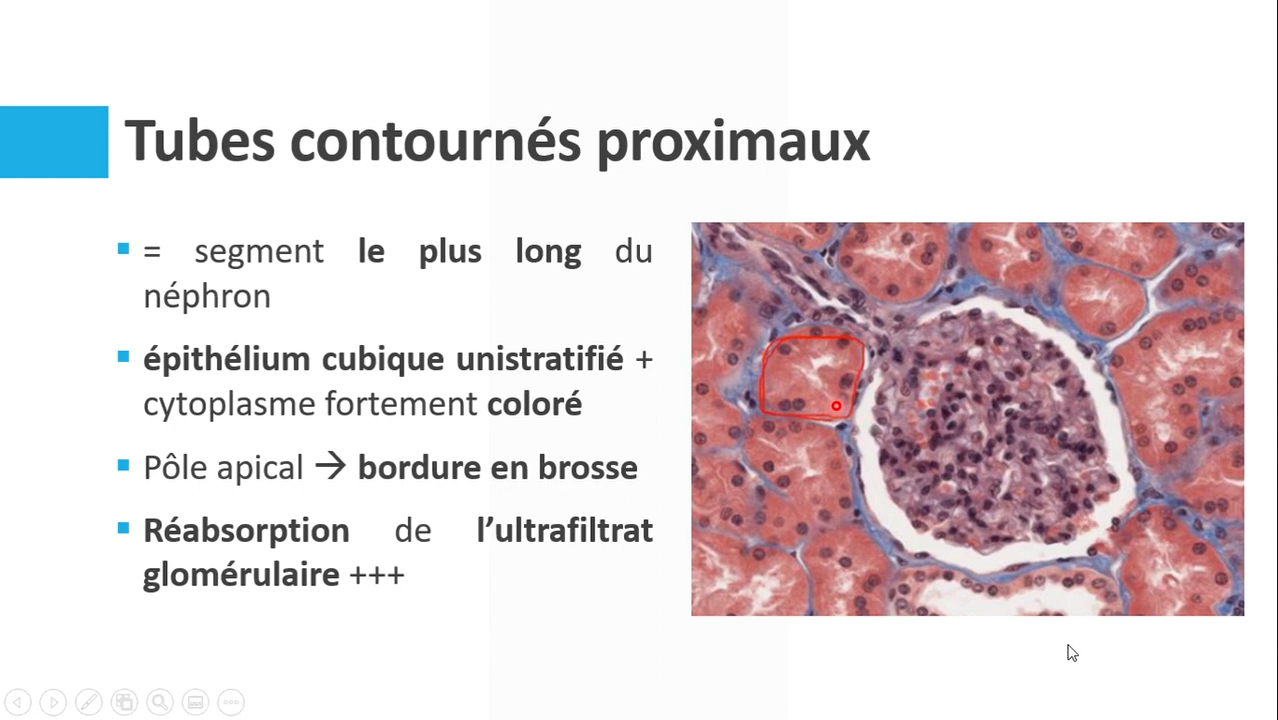 Tubes contournés proximaux
= segment le plus long du
néphron
épithélium cubique unistratifié +
cytoplasme fortement coloré
Pôle apical → bordure en brosse
Réabsorption de l’ultrafiltrat
glomérulaire +++